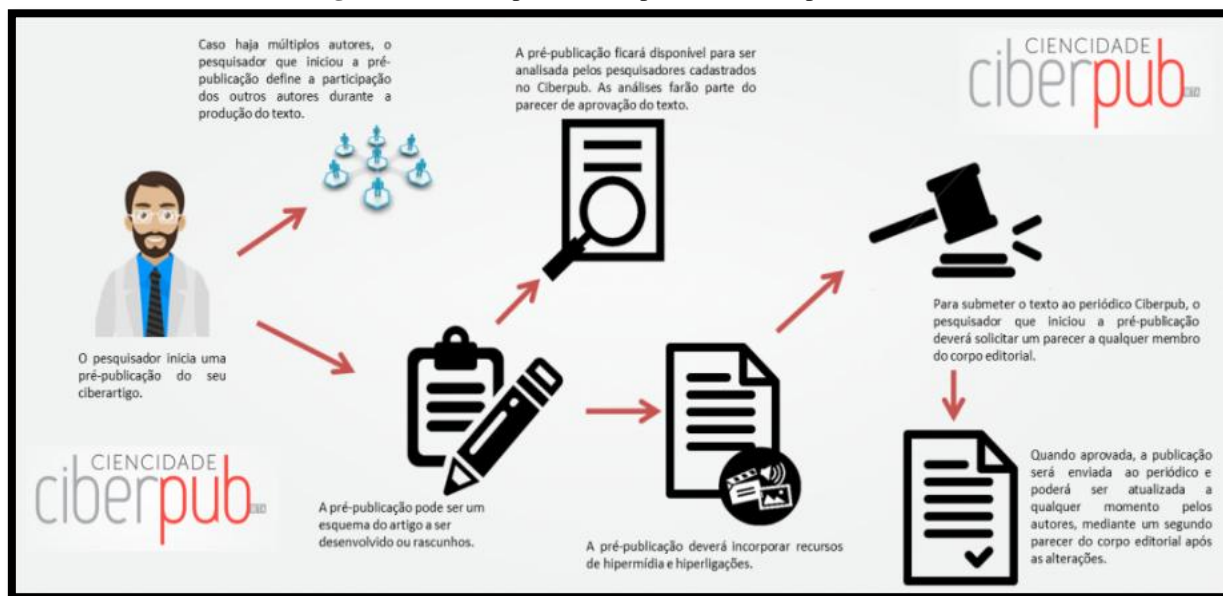 Caso haja múltiplos autores, o
pesquisador que iniciou a pré-
publicação define a participação
dos outros autores durante a
produção do texto.
A pré-publicação ficará disponível para ser
analisada pelos pesquisadores cadastrados
no Ciberpub. As análises farão parte do
parecer de aprovação do texto.
CIENCIDADE
ciberpub
O pesquisador inicia uma
pré-publicação do seu
ciberartigo.
Para submeter o texto ao periódico Ciberpub, o
pesquisador que iniciou a pré-publicação
deverá solicitar um parecer a qualquer membro
do corpo editorial.
CIENCIDADE
ciberpub
A pré-publicação pode ser um
esquema do artigo a ser
desenvolvido ou rascunhos.
A pré-publicação deverá incorporar recursos
de hipermídia e hiperligações.
Quando aprovada, a publicação
será enviada ao periódico e
poderá ser atualizada a
qualquer momento pelos
autores, mediante um segundo
parecer do corpo editorial após
as alterações.